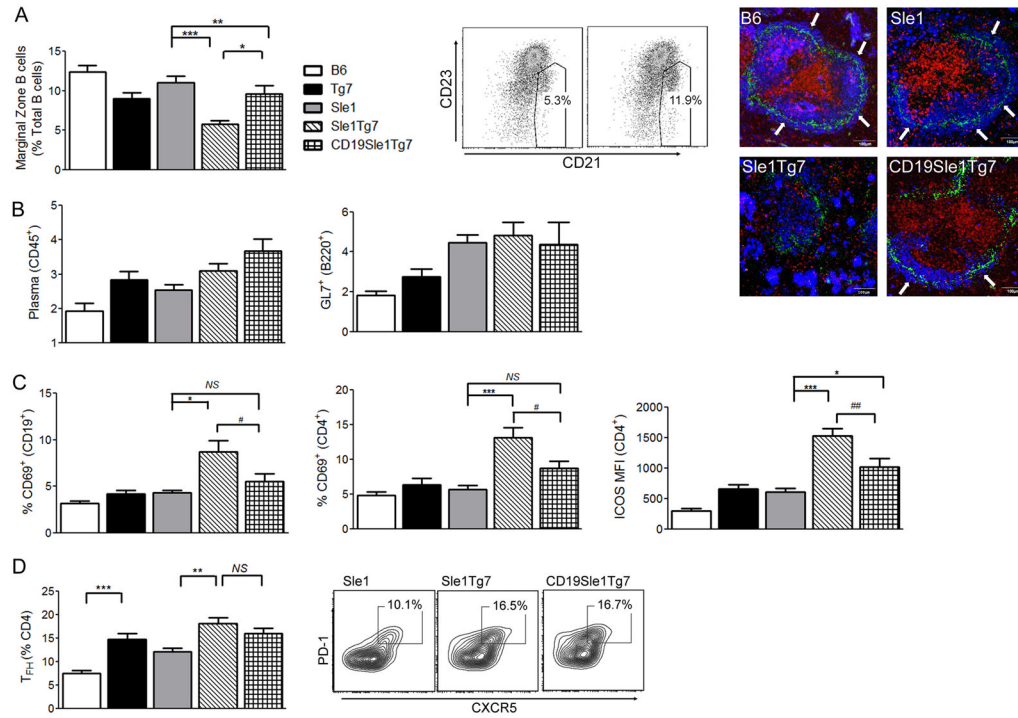 A
Marginal Zone B cells
(% Total B cells)
15
10
5
0
***
**
*
B6
Tg7
Sle1
Sle1Tg7
CD19Sle1Tg7
CD23
5.3%
11.9%
CD21
B6
Sle1
Sle1Tg7
CD19Sle1Tg7
B
Plasma (CD45+)
5
4
3
2
1
GL7+ (B220+)
6
4
2
0
C
% CD69+ (CD19+)
15
10
5
0
NS
*
#
% CD69+ (CD4+)
20
15
10
5
0
NS
***
#
ICOS MFI (CD4+)
2000
1500
1000
500
0
*
***
##
D
TFH (% CD4)
25
20
15
10
5
0
***
**
NS
Sle1
Sle1Tg7
CD19Sle1Tg7
10.1%
16.5%
16.7%
PD-1
CXCR5